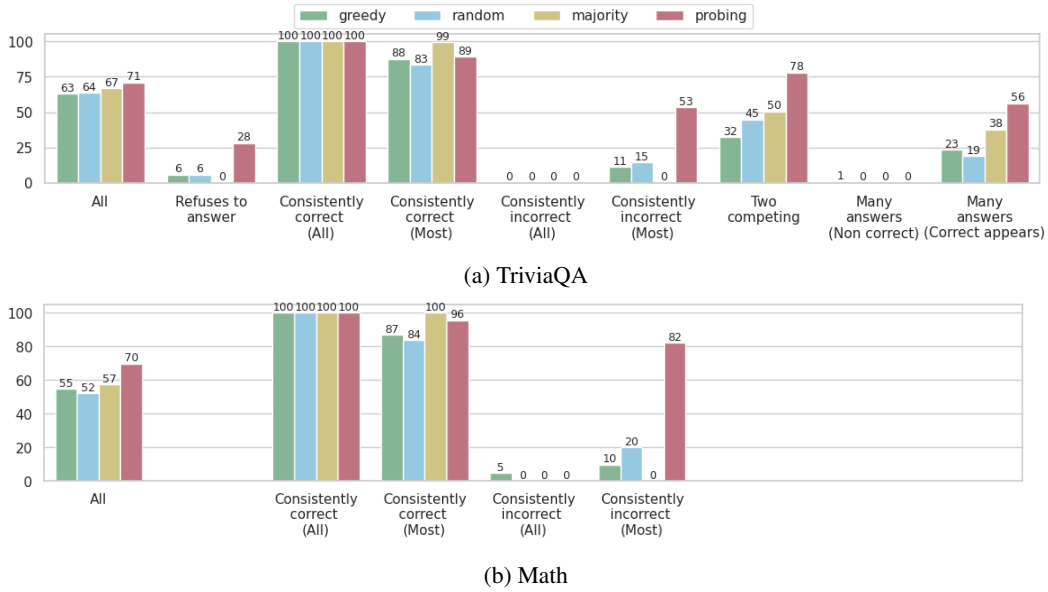 greedy random majority probing
100 100 100 100
99
88 83 89
78
63 64 67 71
53
56
45 50
28
32
38
23 19
11 15
6 6 0
0 0 0 0
0
1 0 0 0
100
75
50
25
0
All
Refuses to answer
Consistently correct (All)
Consistently correct (Most)
Consistently incorrect (All)
Consistently incorrect (Most)
Two competing
Many answers (Non correct)
Many answers (Correct appears)
(a) TriviaQA
100 100 100 100
100
96
87 84
82
70
55 52 57
20
10
5 0 0 0
0
100
80
60
40
20
0
All
Consistently correct (All)
Consistently correct (Most)
Consistently incorrect (All)
Consistently incorrect (Most)
(b) Math